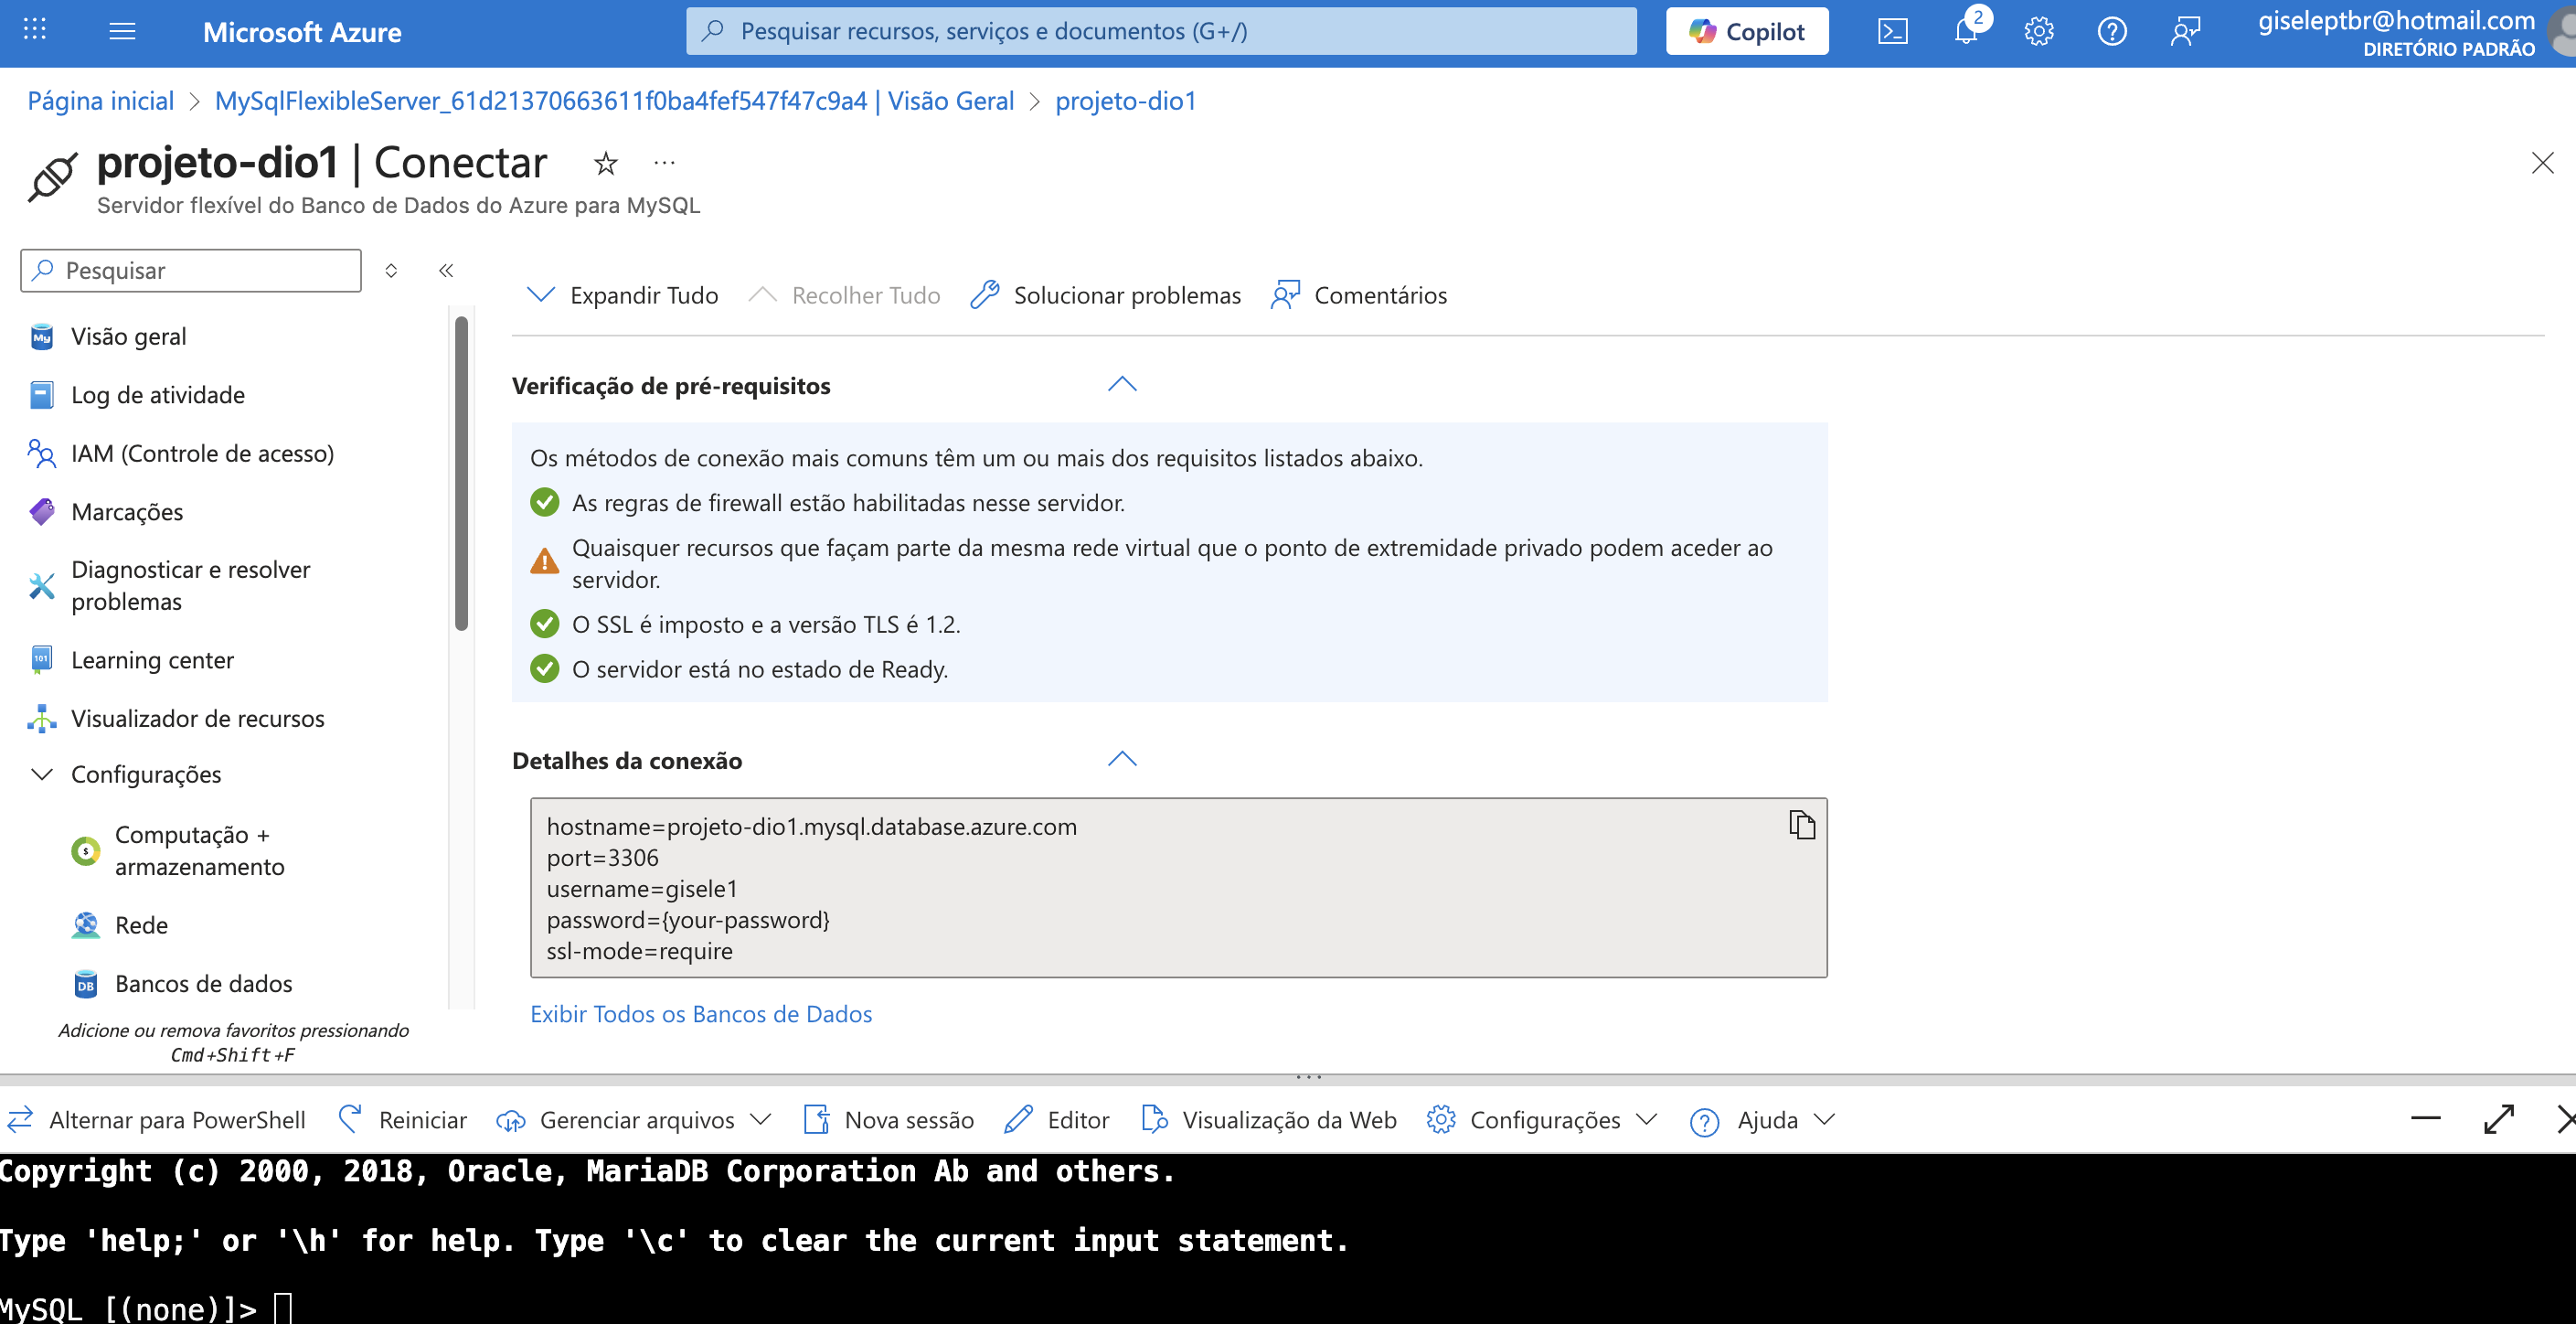 Microsoft Azure
Pesquisar recursos, serviços e documentos (G+/)
Copilot
2
giseleptbr@hotmail.com
DIRETÓRIO PADRÃO
Página inicial > MySqlFlexibleServer_61d21370663611f0ba4fef547f47c9a4 | Visão Geral > projeto-dio1
projeto-dio1 | Conectar
Servidor flexível do Banco de Dados do Azure para MySQL
Pesquisar
Visão geral
Log de atividade
IAM (Controle de acesso)
Marcações
Diagnosticar e resolver
problemas
Learning center
Visualizador de recursos
Configurações
Computação +
armazenamento
Rede
Bancos de dados
Adicione ou remova favoritos pressionando
Cmd+Shift+F
Expandir Tudo
Recolher Tudo
Solucionar problemas
Comentários
Verificação de pré-requisitos
Os métodos de conexão mais comuns têm um ou mais dos requisitos listados abaixo.
As regras de firewall estão habilitadas nesse servidor.
Quaisquer recursos que façam parte da mesma rede virtual que o ponto de extremidade privado podem aceder ao
servidor.
O SSL é imposto e a versão TLS é 1.2.
O servidor está no estado de Ready.
Detalhes da conexão
hostname=projeto-dio1.mysql.database.azure.com
port=3306
username=gisele1
password={your-password}
ssl-mode=require
Exibir Todos os Bancos de Dados
Alternar para PowerShell
Reiniciar
Gerenciar arquivos
Nova sessão
Editor
Visualização da Web
Configurações
Ajuda
Copyright (c) 2000, 2018, Oracle, MariaDB Corporation Ab and others.
Type 'help;' or '\h' for help. Type '\c' to clear the current input statement.
MySQL [(none)]>